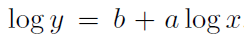 log y = b + a log x